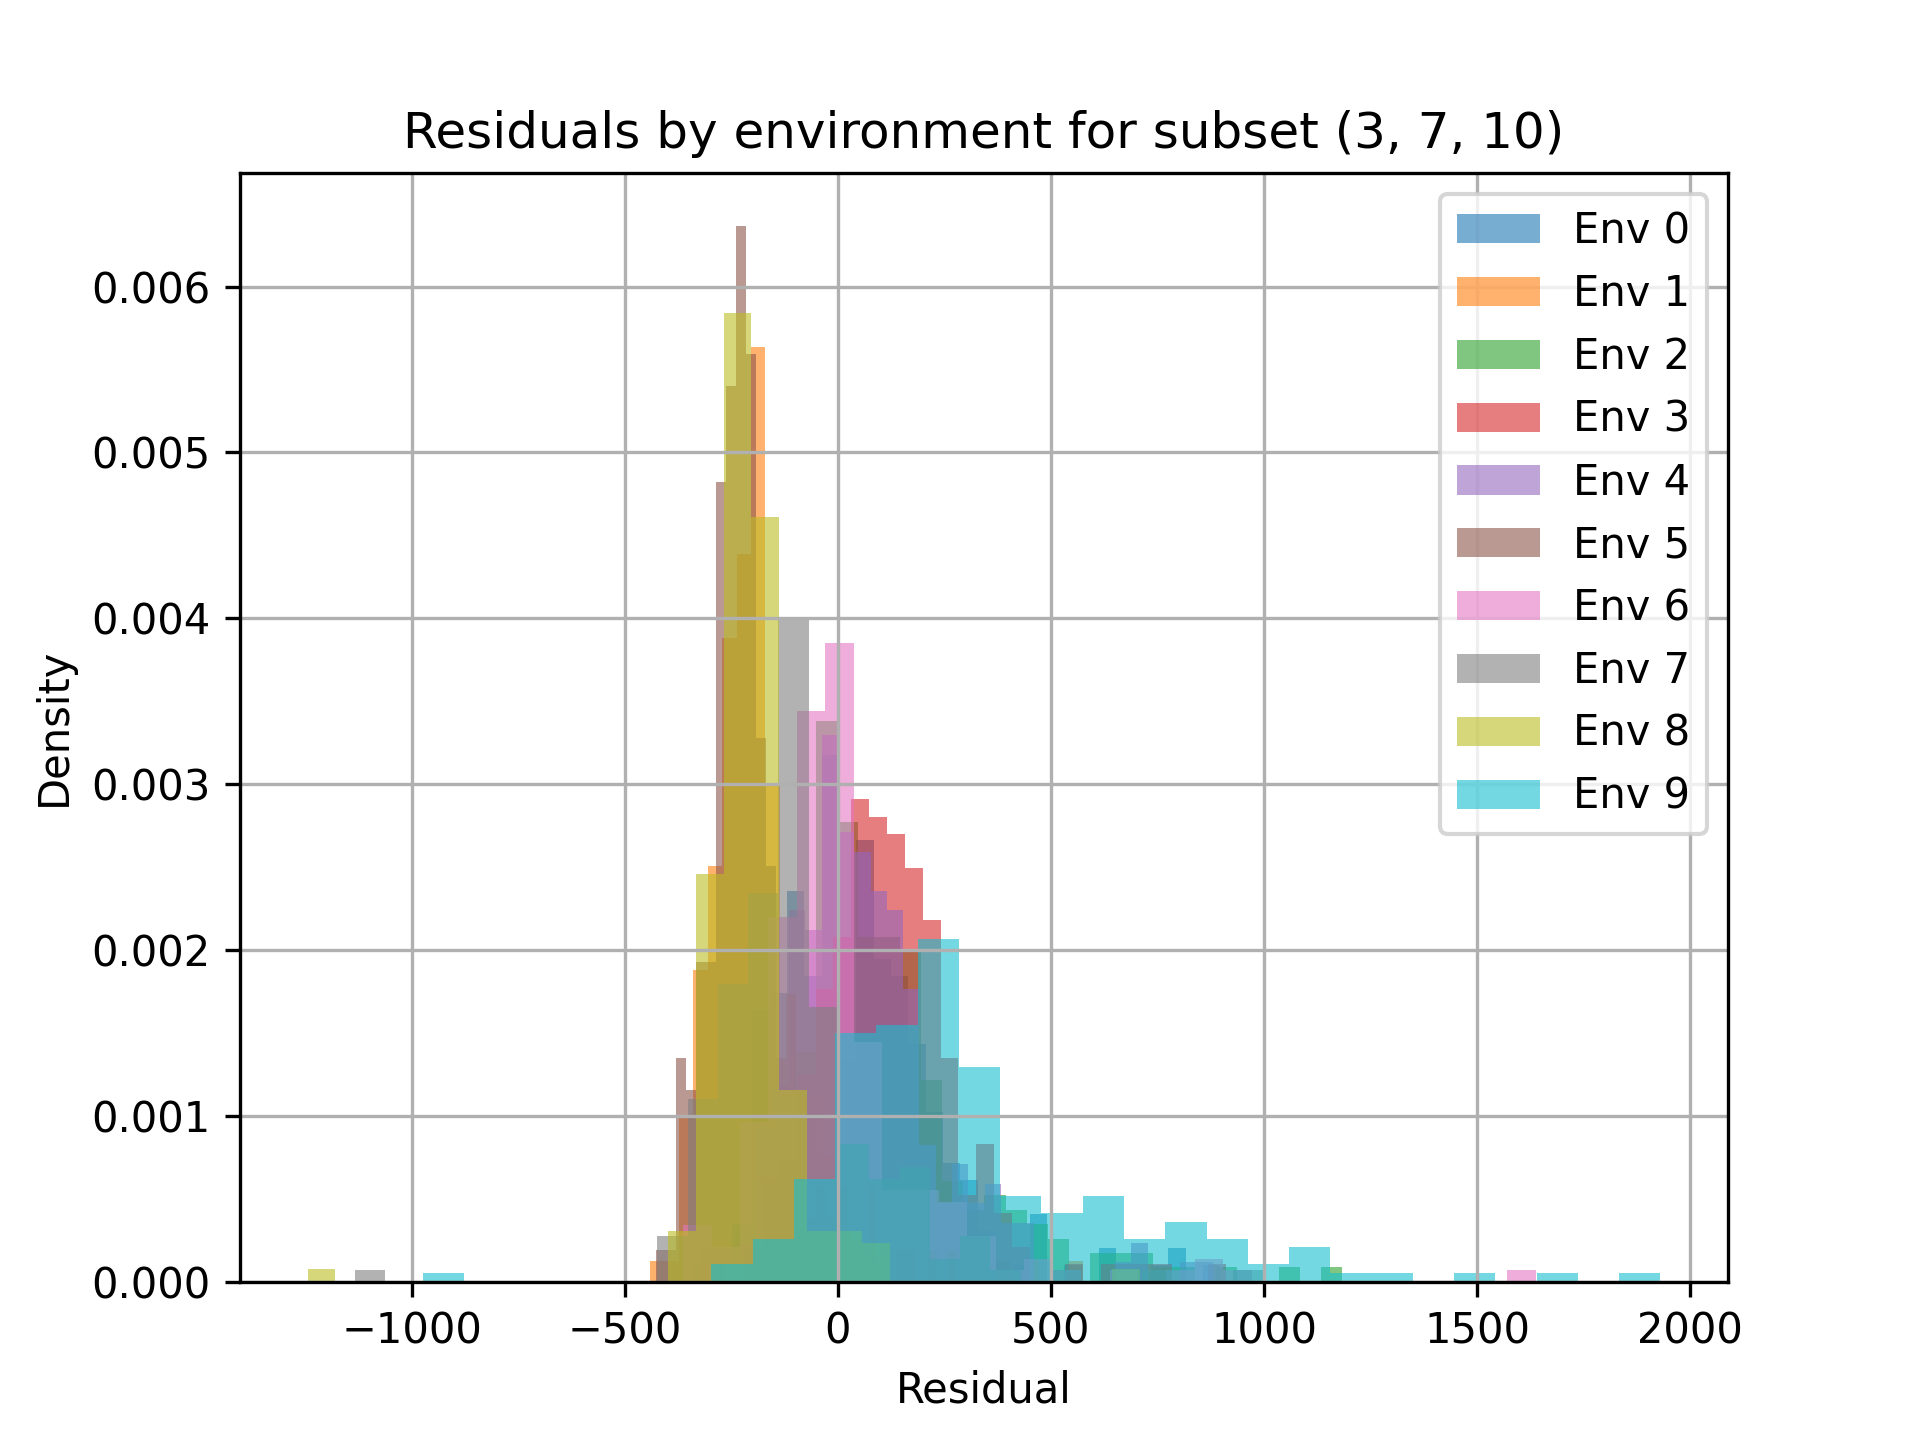 Residuals by environment for subset (3, 7, 10)
Env 0
Env 1
Env 2
Env 3
Env 4
Env 5
Env 6
Env 7
Env 8
Env 9
0.006
0.005
0.004
0.003
0.002
0.001
0.000
Density
−1000 −500 0 500 1000 1500 2000
Residual